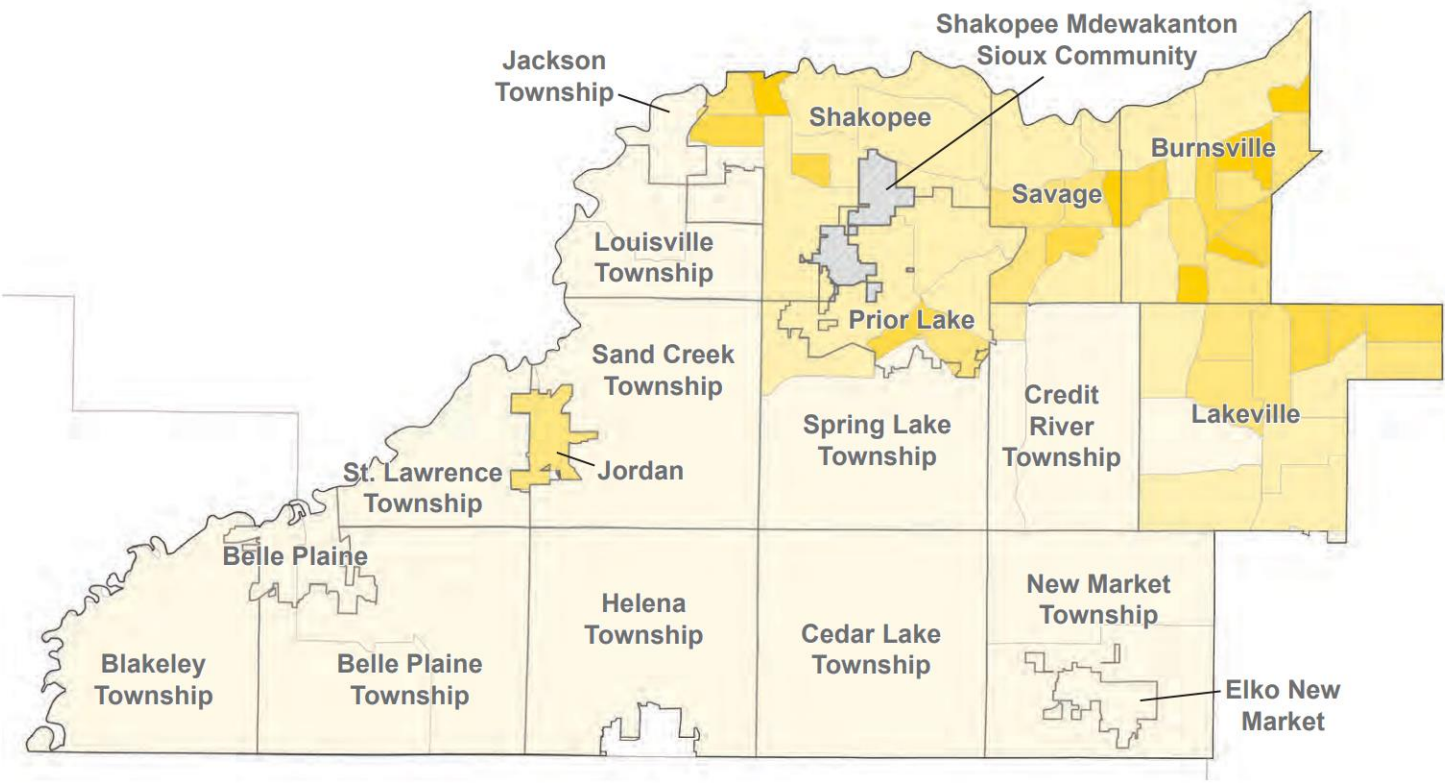 Shakopee Mdewakanton
Sioux Community
Jackson
Township
Shakopee
Burnsville
Savage
Louisville
Township
Prior Lake
Sand Creek
Township
Credit
River
Township
Lakeville
Spring Lake
Township
St. Lawrence
Township
Jordan
Belle Plaine
New Market
Township
Helena
Township
Cedar Lake
Township
Blakeley
Township
Belle Plaine
Township
Elko New
Market